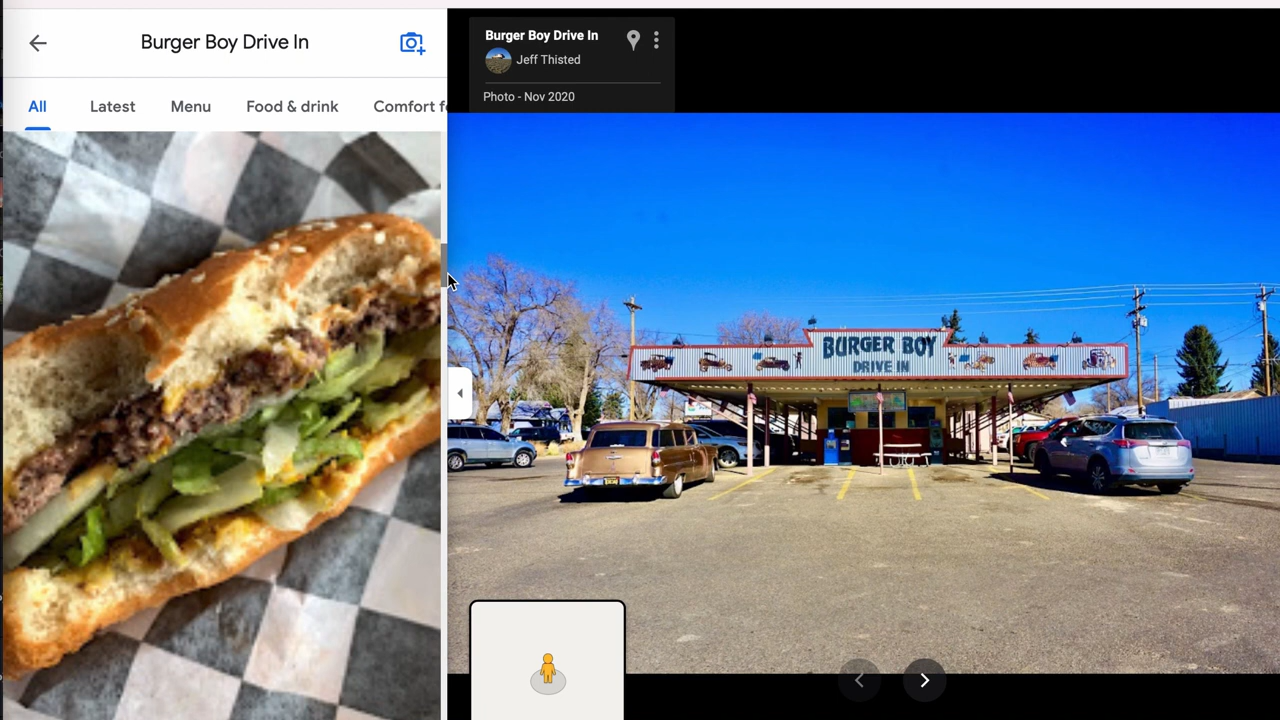 Burger Boy Drive In
All Latest Menu Food & drink Comfort f
Burger Boy Drive In
Jeff Thisted
Photo - Nov 2020
BURGER BOY
DRIVE IN